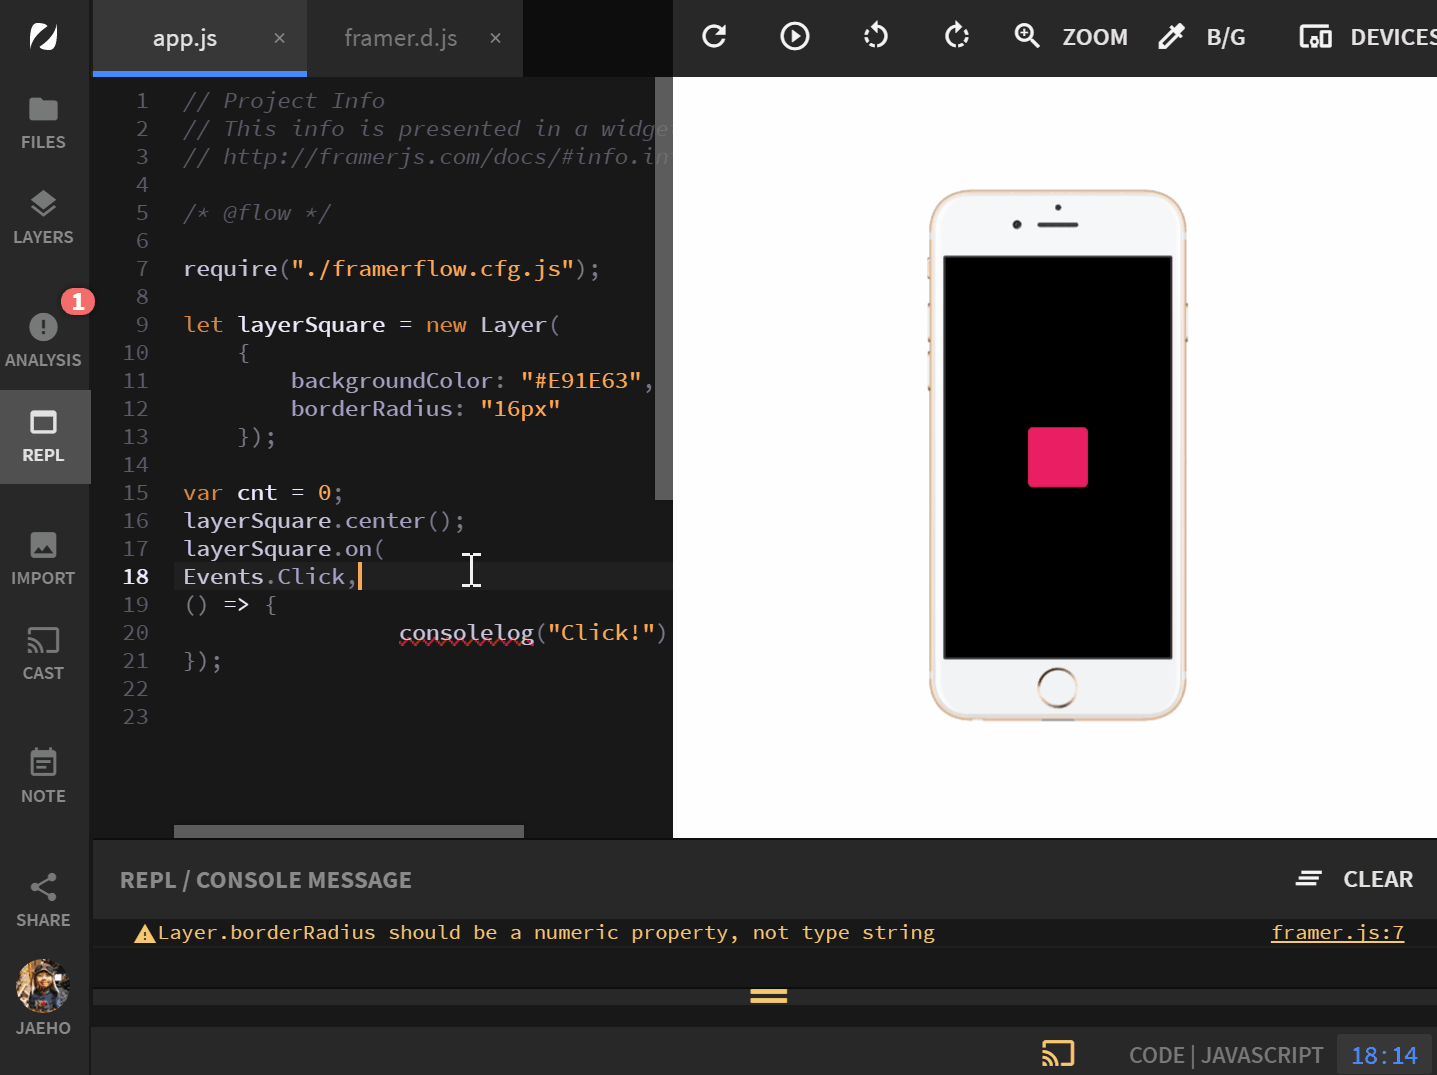 app.js ×
framer.d.js ×
ZOOM
B/G
DEVICES
FILES
LAYERS
1
ANALYSIS
REPL
IMPORT
CAST
NOTE
SHARE
JAEHO
1 // Project Info
2 // This info is presented in a widge
3 // http://framerjs.com/docs/#info.in
4
5 /* @flow */
6
7 require("./framerflow.cfg.js");
8
9 let layerSquare = new Layer(
10 {
11 backgroundColor: "#E91E63",
12 borderRadius: "16px"
13 });
14
15 var cnt = 0;
16 layerSquare.center();
17 layerSquare.on(
18 Events.Click,
19 () => {
20 consolelog("Click!")
21 });
22
23
REPL / CONSOLE MESSAGE
CLEAR
Layer.borderRadius should be a numeric property, not type string
framer.js:7
CODE | JAVASCRIPT
18:14